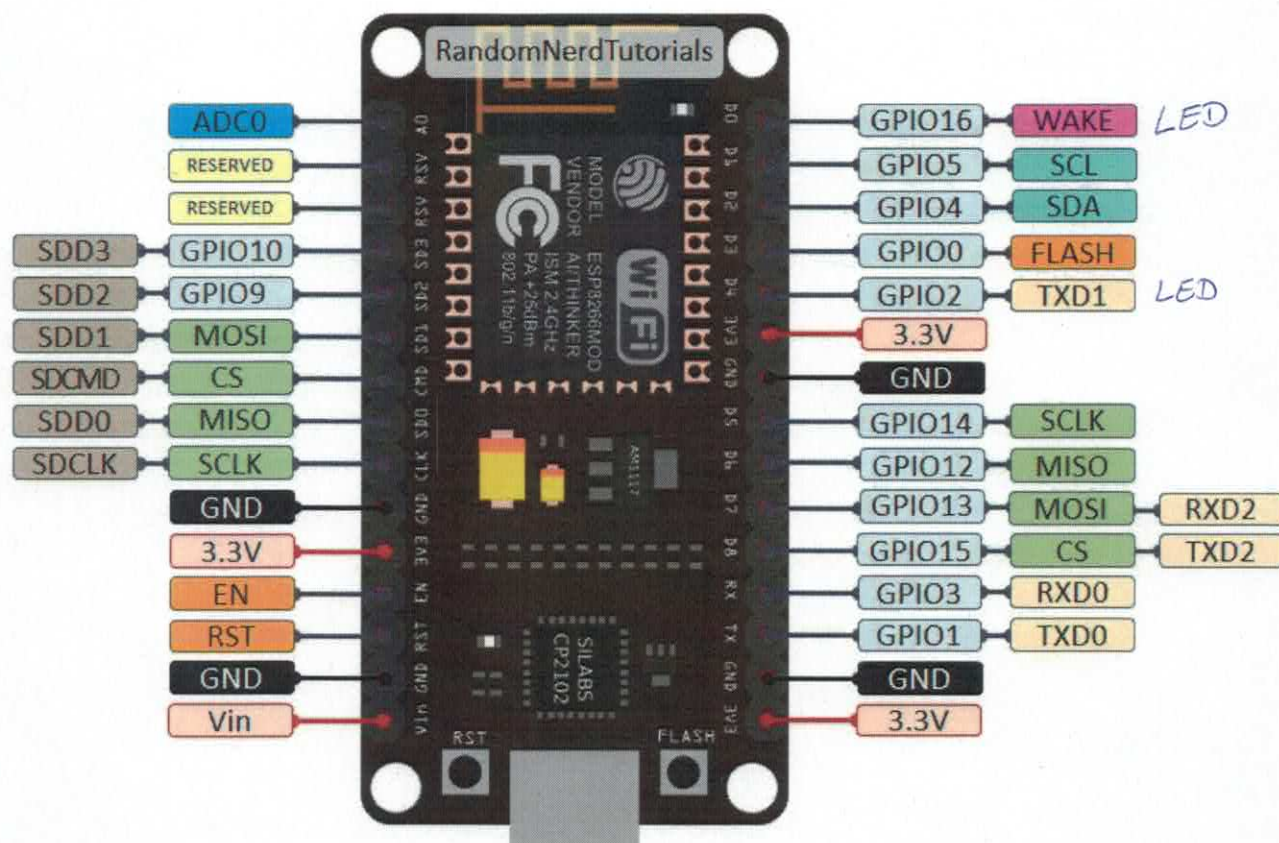 RandomNerdTutorials
ADC0
RESERVED
RESERVED
SDD3 GPIO10
SDD2 GPIO9
SDD1 MOSI
SDCMD CS
SDD0 MISO
SDCLK SCLK
GND
3.3V
EN
RST
GND
Vin
A0
RSV
RSV
SD3
SD2
SD1
CMD
SD0
CLK
GND
3V3
EN
RST
GND
Vin
MODEL ESP8266MOD
VENDOR AITHINKER
ISM 2.4GHz
PA +25dBm
802.11b/g/n
FC
WiFi
AM1117
SILABS
CP2102
RST
FLASH
D0
D1
D2
D3
D4
3V3
GND
D5
D6
D7
D8
RX
TX
GND
3V3
GPIO16 WAKE LED
GPIO5 SCL
GPIO4 SDA
GPIO0 FLASH
GPIO2 TXD1 LED
3.3V
GND
GPIO14 SCLK
GPIO12 MISO
GPIO13 MOSI RXD2
GPIO15 CS TXD2
GPIO3 RXD0
GPIO1 TXD0
GND
3.3V